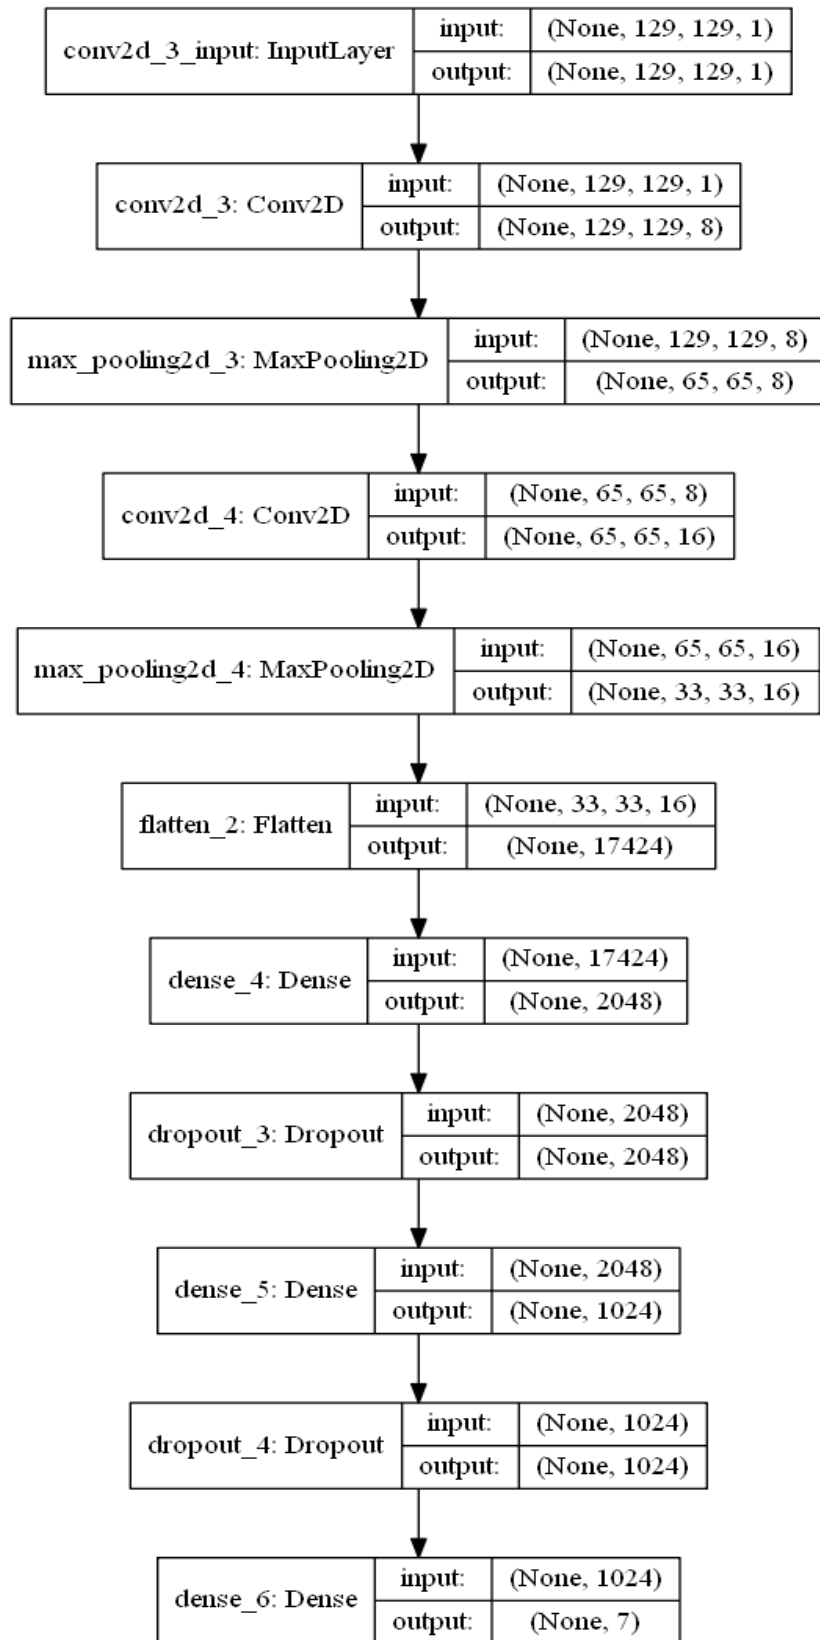 conv2d_3_input: InputLayer
input: (None, 129, 129, 1)
output: (None, 129, 129, 1)
conv2d_3: Conv2D
input: (None, 129, 129, 1)
output: (None, 129, 129, 8)
max_pooling2d_3: MaxPooling2D
input: (None, 129, 129, 8)
output: (None, 65, 65, 8)
conv2d_4: Conv2D
input: (None, 65, 65, 8)
output: (None, 65, 65, 16)
max_pooling2d_4: MaxPooling2D
input: (None, 65, 65, 16)
output: (None, 33, 33, 16)
flatten_2: Flatten
input: (None, 33, 33, 16)
output: (None, 17424)
dense_4: Dense
input: (None, 17424)
output: (None, 2048)
dropout_3: Dropout
input: (None, 2048)
output: (None, 2048)
dense_5: Dense
input: (None, 2048)
output: (None, 1024)
dropout_4: Dropout
input: (None, 1024)
output: (None, 1024)
dense_6: Dense
input: (None, 1024)
output: (None, 7)